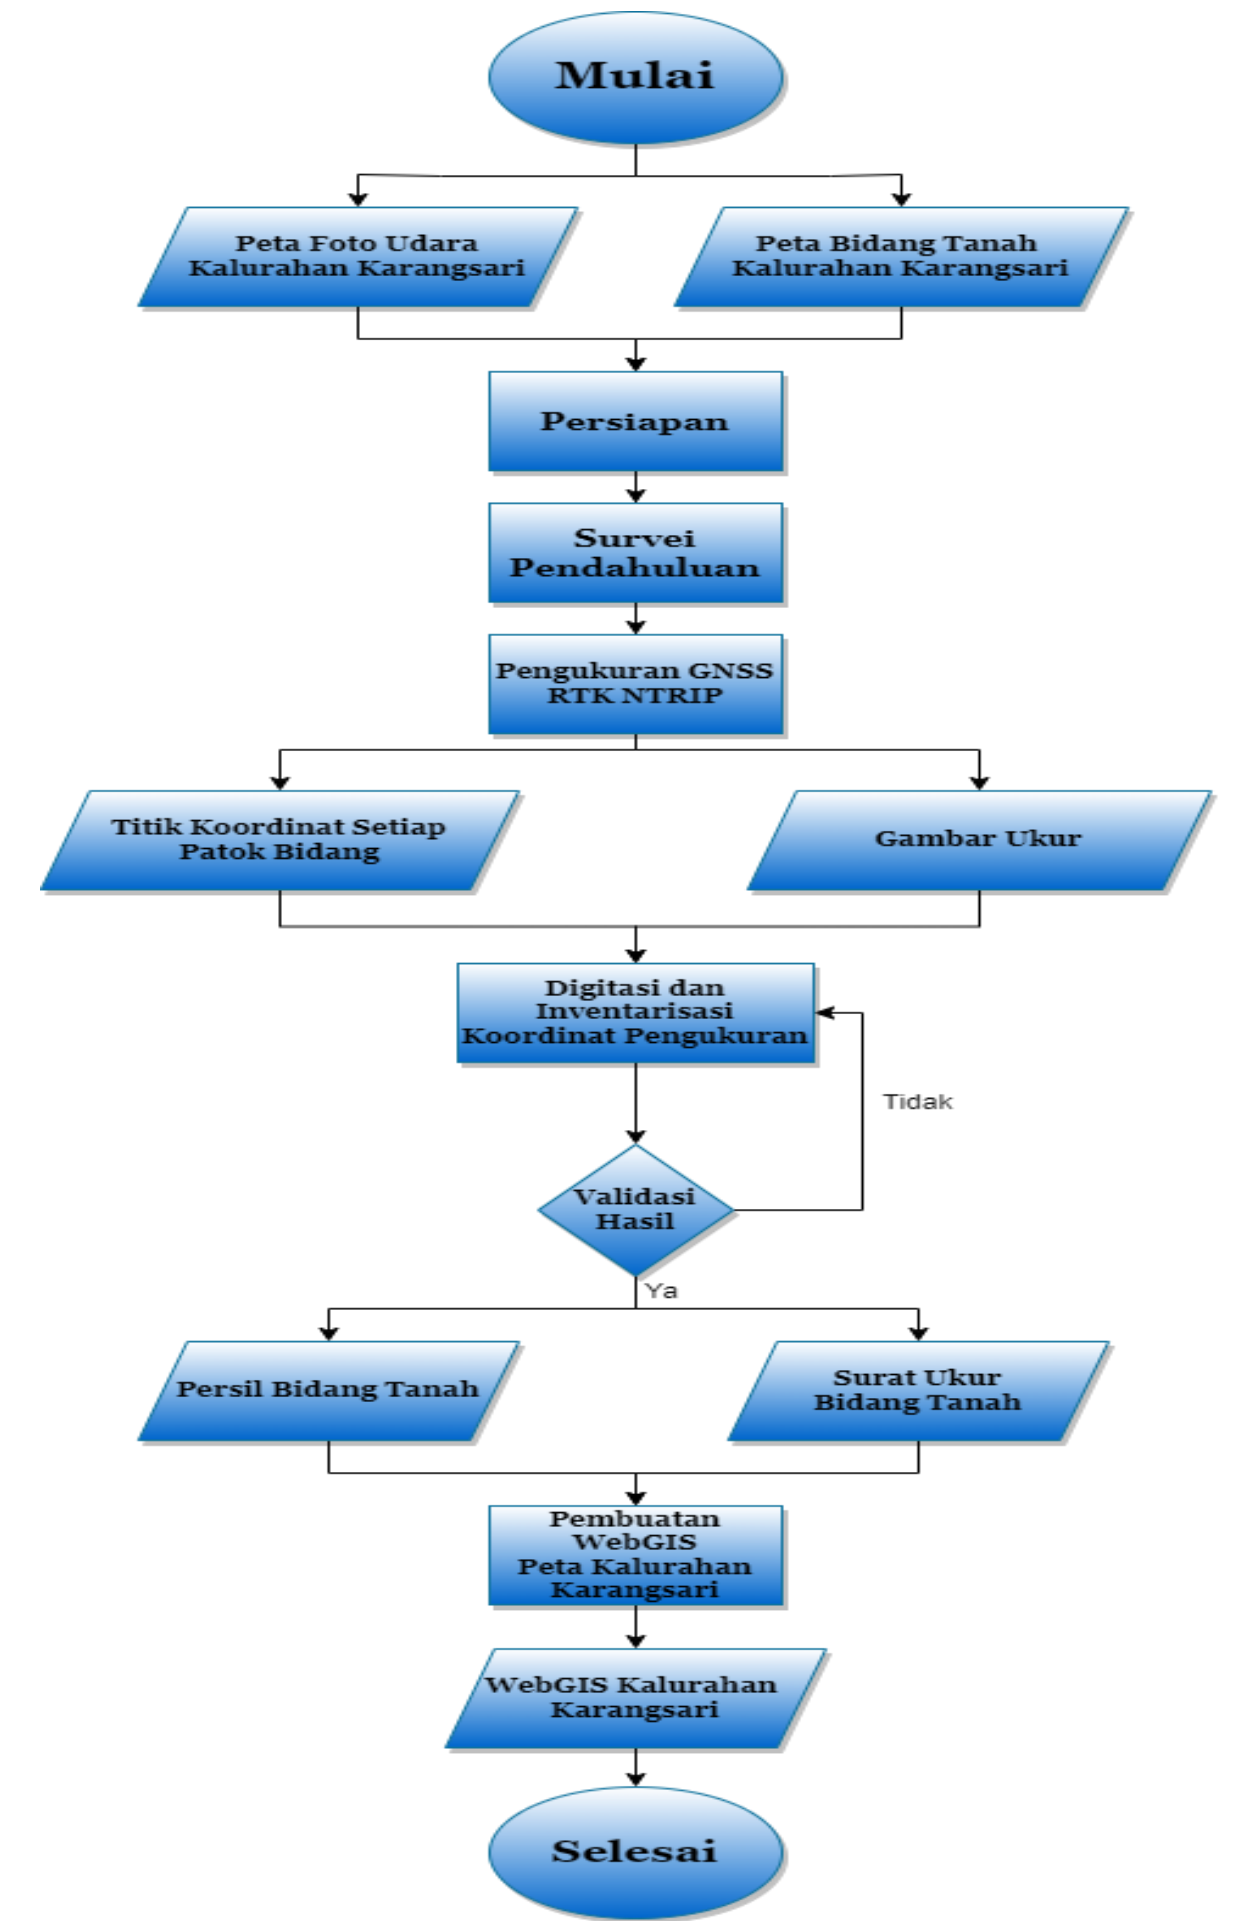 Mulai
Peta Foto Udara
Kalurahan Karangsari
Peta Bidang Tanah
Kalurahan Karangsari
Persiapan
Survei
Pendahuluan
Pengukuran GNSS
RTK NTRIP
Titik Koordinat Setiap
Patok Bidang
Gambar Ukur
Digitasi dan
Inventarisasi
Koordinat Pengukuran
Tidak
Validasi
Hasil
Ya
Persil Bidang Tanah
Surat Ukur
Bidang Tanah
Pembuatan
WebGIS
Peta Kalurahan
Karangsari
WebGIS Kalurahan
Karangsari
Selesai